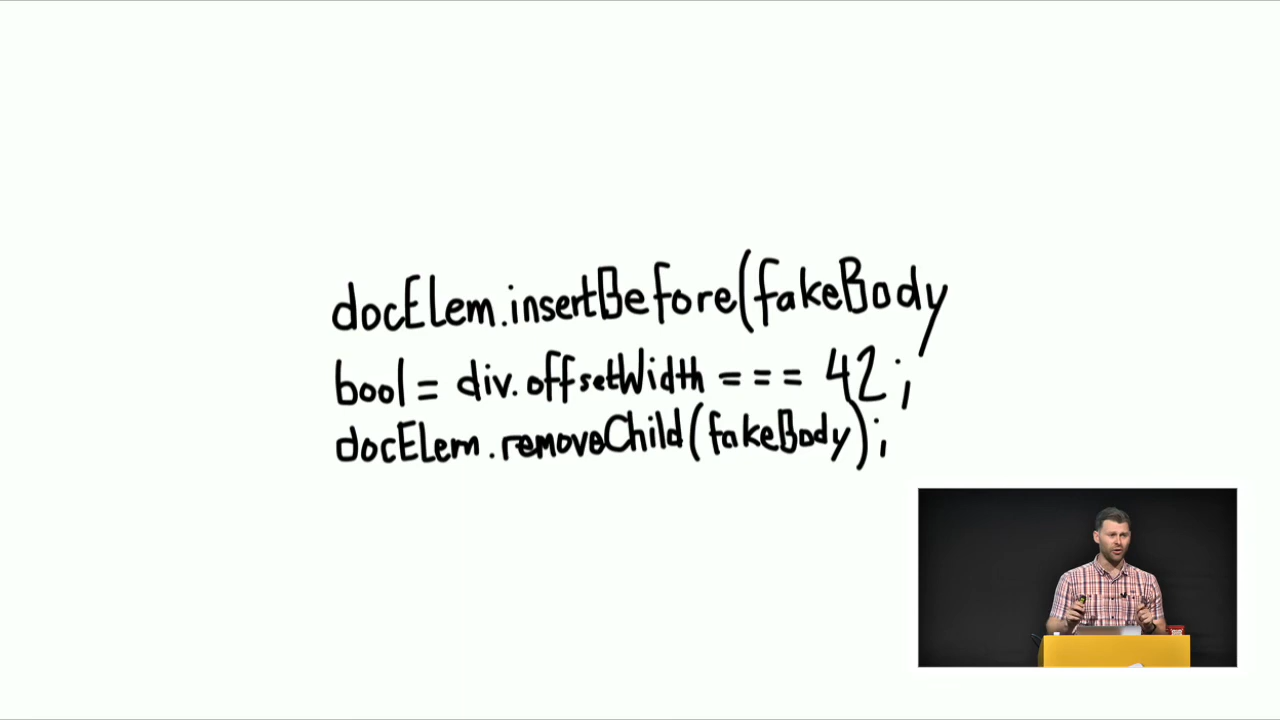 docElem.insertBefore(fakeBody
bool = div.offsetWidth === 42;
docElem.removeChild(fakeBody);